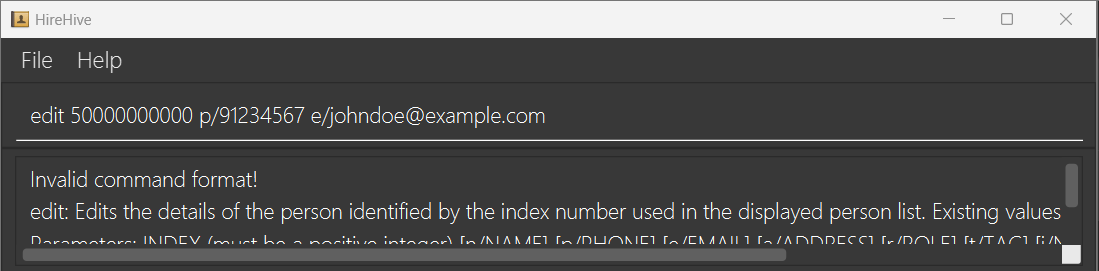 HireHive
File Help
edit 50000000000 p/91234567 e/johndoe@example.com
Invalid command format!
edit: Edits the details of the person identified by the index number used in the displayed person list. Existing values
Parameters: INDEX (must be a positive integer) [n/NAME] [p/PHONE] [e/EMAIL] [a/ADDRESS] [r/ROLE] [t/TAG]